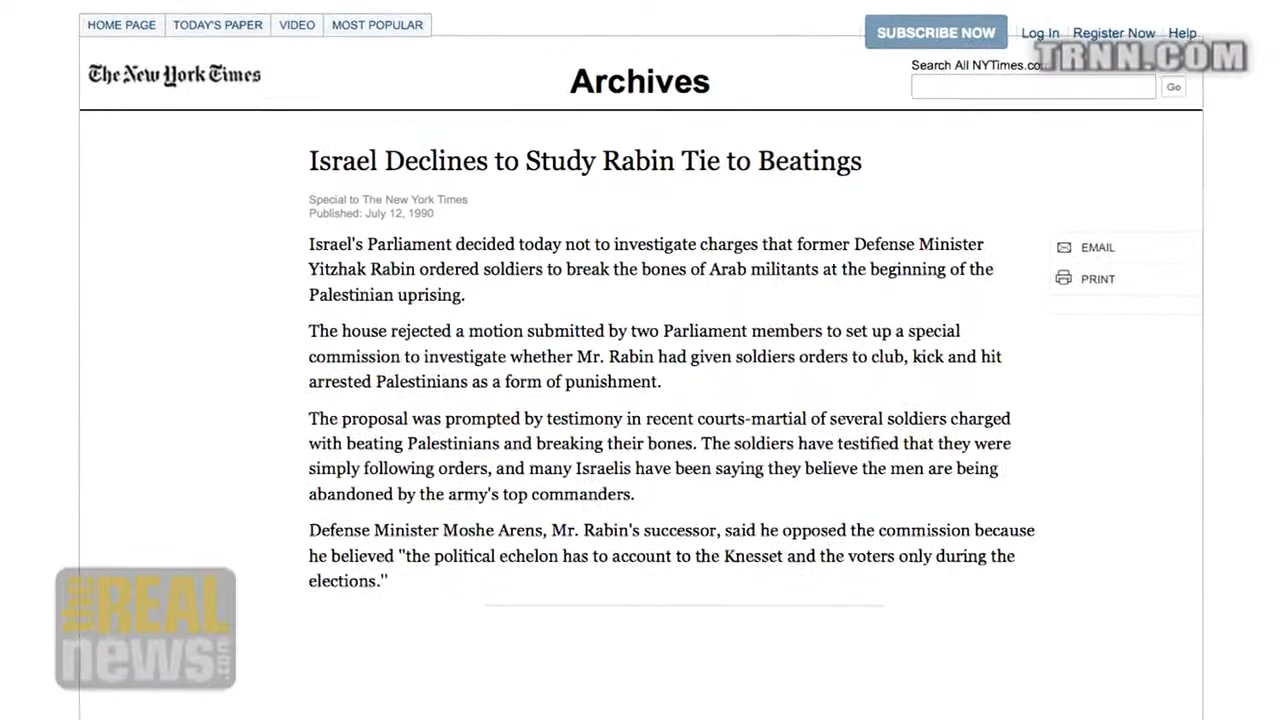 HOME PAGE TODAY'S PAPER VIDEO MOST POPULAR
SUBSCRIBE NOW Log In Register Now Help
TRNN.COM
The New York Times
Archives
Search All NYTimes.co
Go
Israel Declines to Study Rabin Tie to Beatings
Special to The New York Times
Published: July 12, 1990
Israel's Parliament decided today not to investigate charges that former Defense Minister
Yitzhak Rabin ordered soldiers to break the bones of Arab militants at the beginning of the
Palestinian uprising.
EMAIL
PRINT
The house rejected a motion submitted by two Parliament members to set up a special
commission to investigate whether Mr. Rabin had given soldiers orders to club, kick and hit
arrested Palestinians as a form of punishment.
The proposal was prompted by testimony in recent courts-martial of several soldiers charged
with beating Palestinians and breaking their bones. The soldiers have testified that they were
simply following orders, and many Israelis have been saying they believe the men are being
abandoned by the army's top commanders.
Defense Minister Moshe Arens, Mr. Rabin's successor, said he opposed the commission because
he believed "the political echelon has to account to the Knesset and the voters only during the
elections."
the REAL
news.com